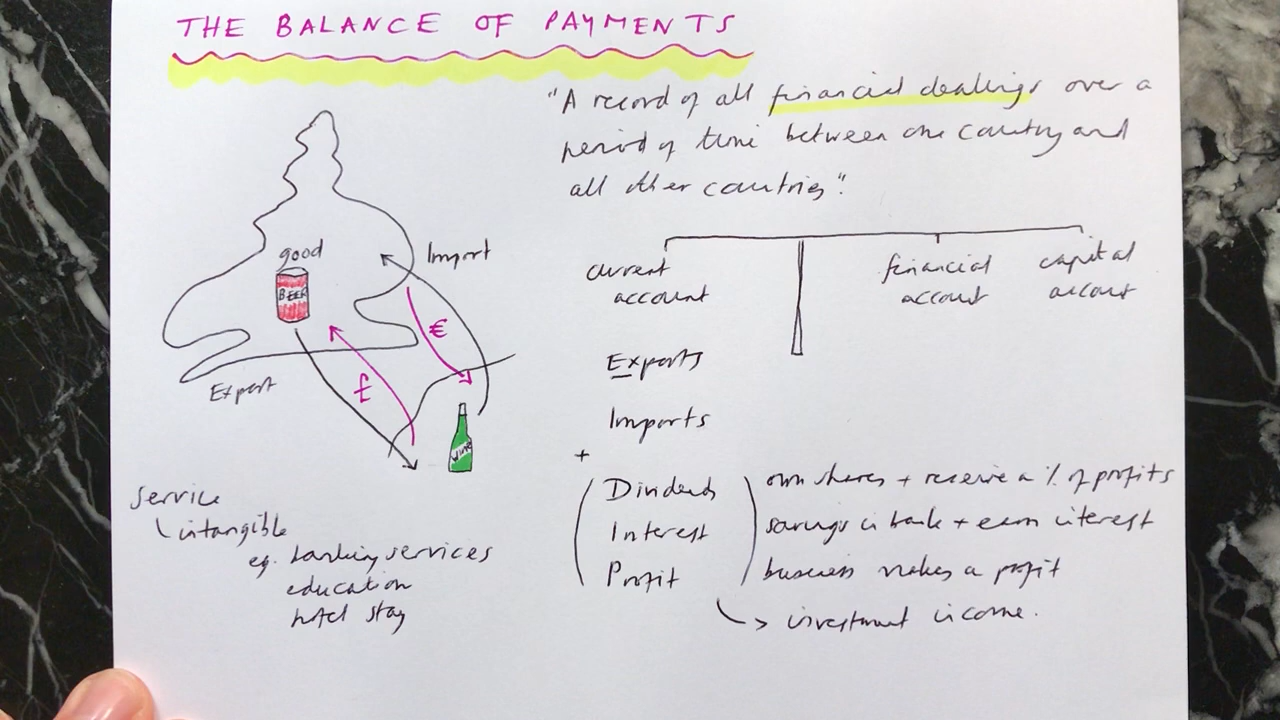 THE BALANCE OF PAYMENTS
"A record of all financial dealings over a
period of time between one country and
all other countries".
good
BEER
Import
€
£
Export
WINE
service
intangible
eg. banking services
education
hotel stay
current
account
financial
account
capital
account
Exports
Imports
+
Dividends
own shares + receive a % of profits
Interest
savings in bank + earn interest
Profit
business makes a profit
investment income.